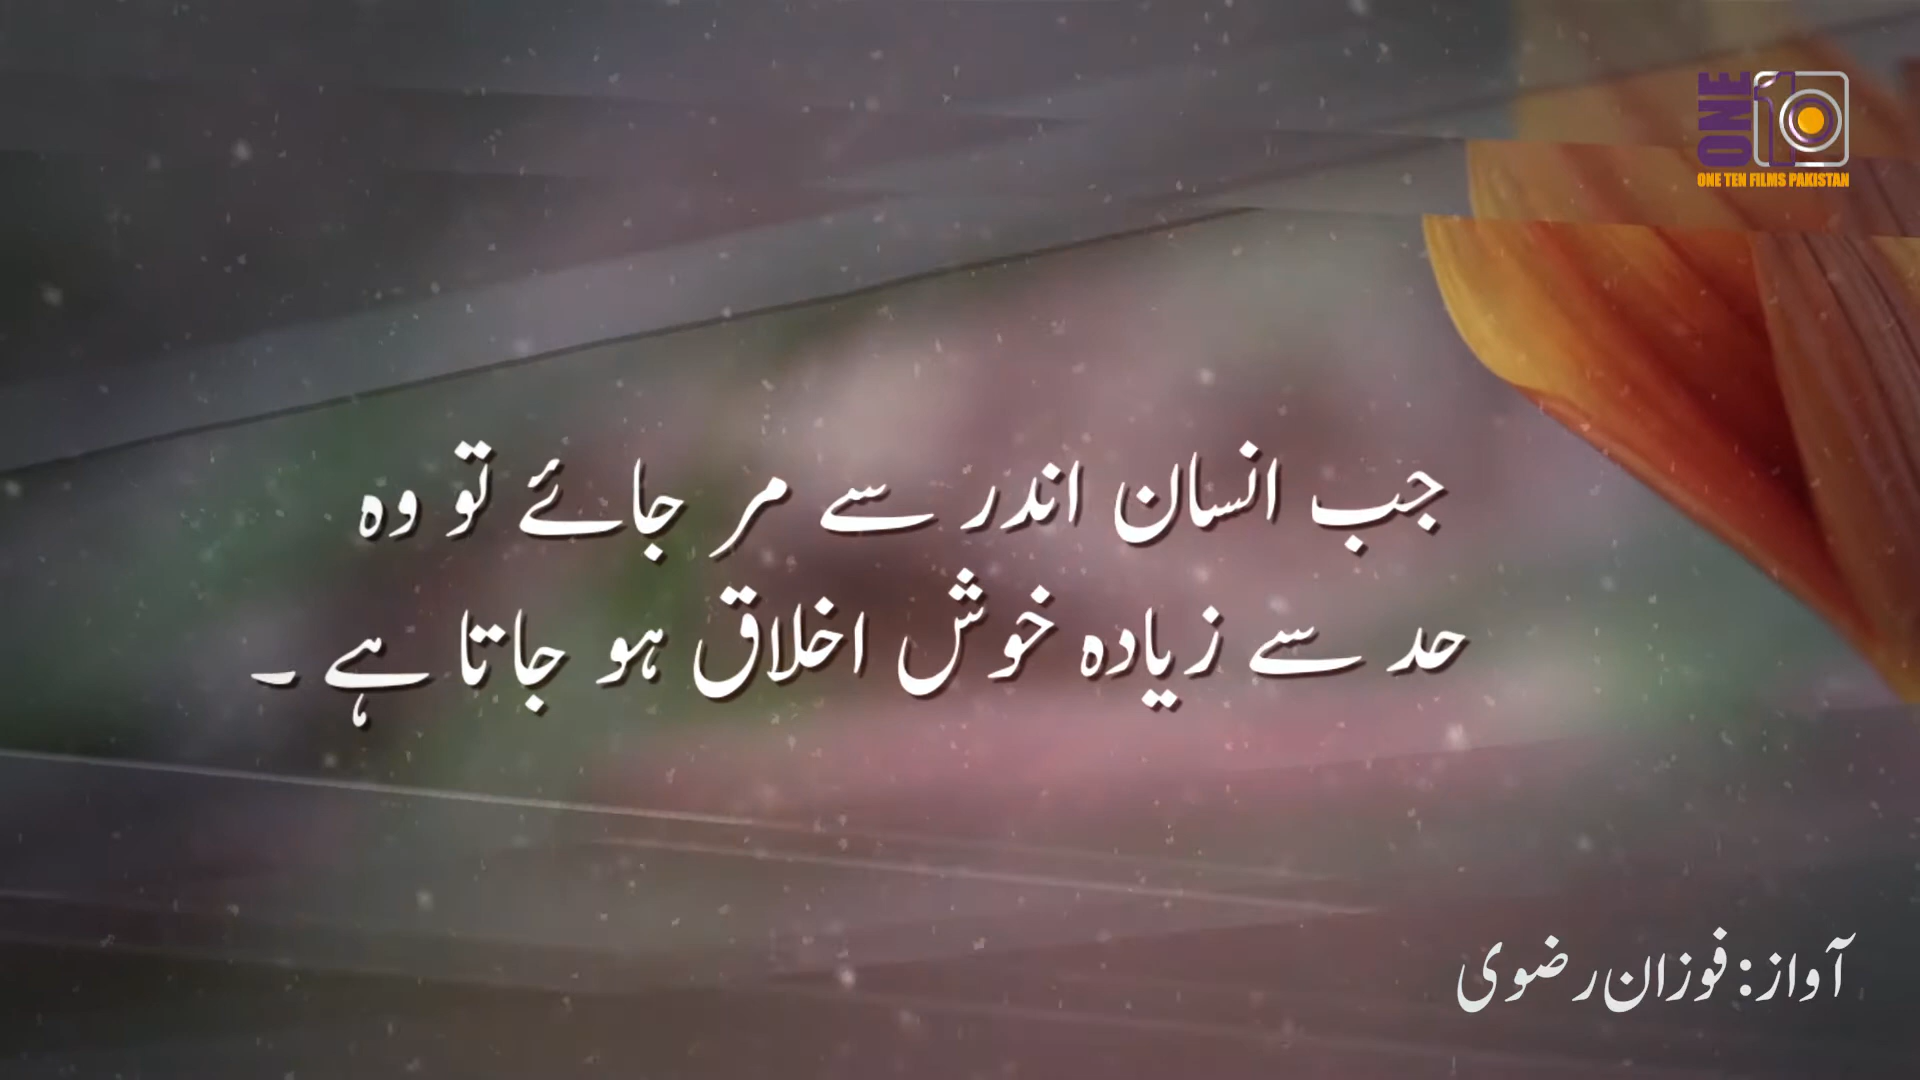 ONE
10
ONE TEN FILMS PAKISTAN
جب انسان اندر سے مر جائے تو وہ
حد سے زیادہ خوش اخلاق ہو جاتا ہے ۔
آواز: فوزان رضوی